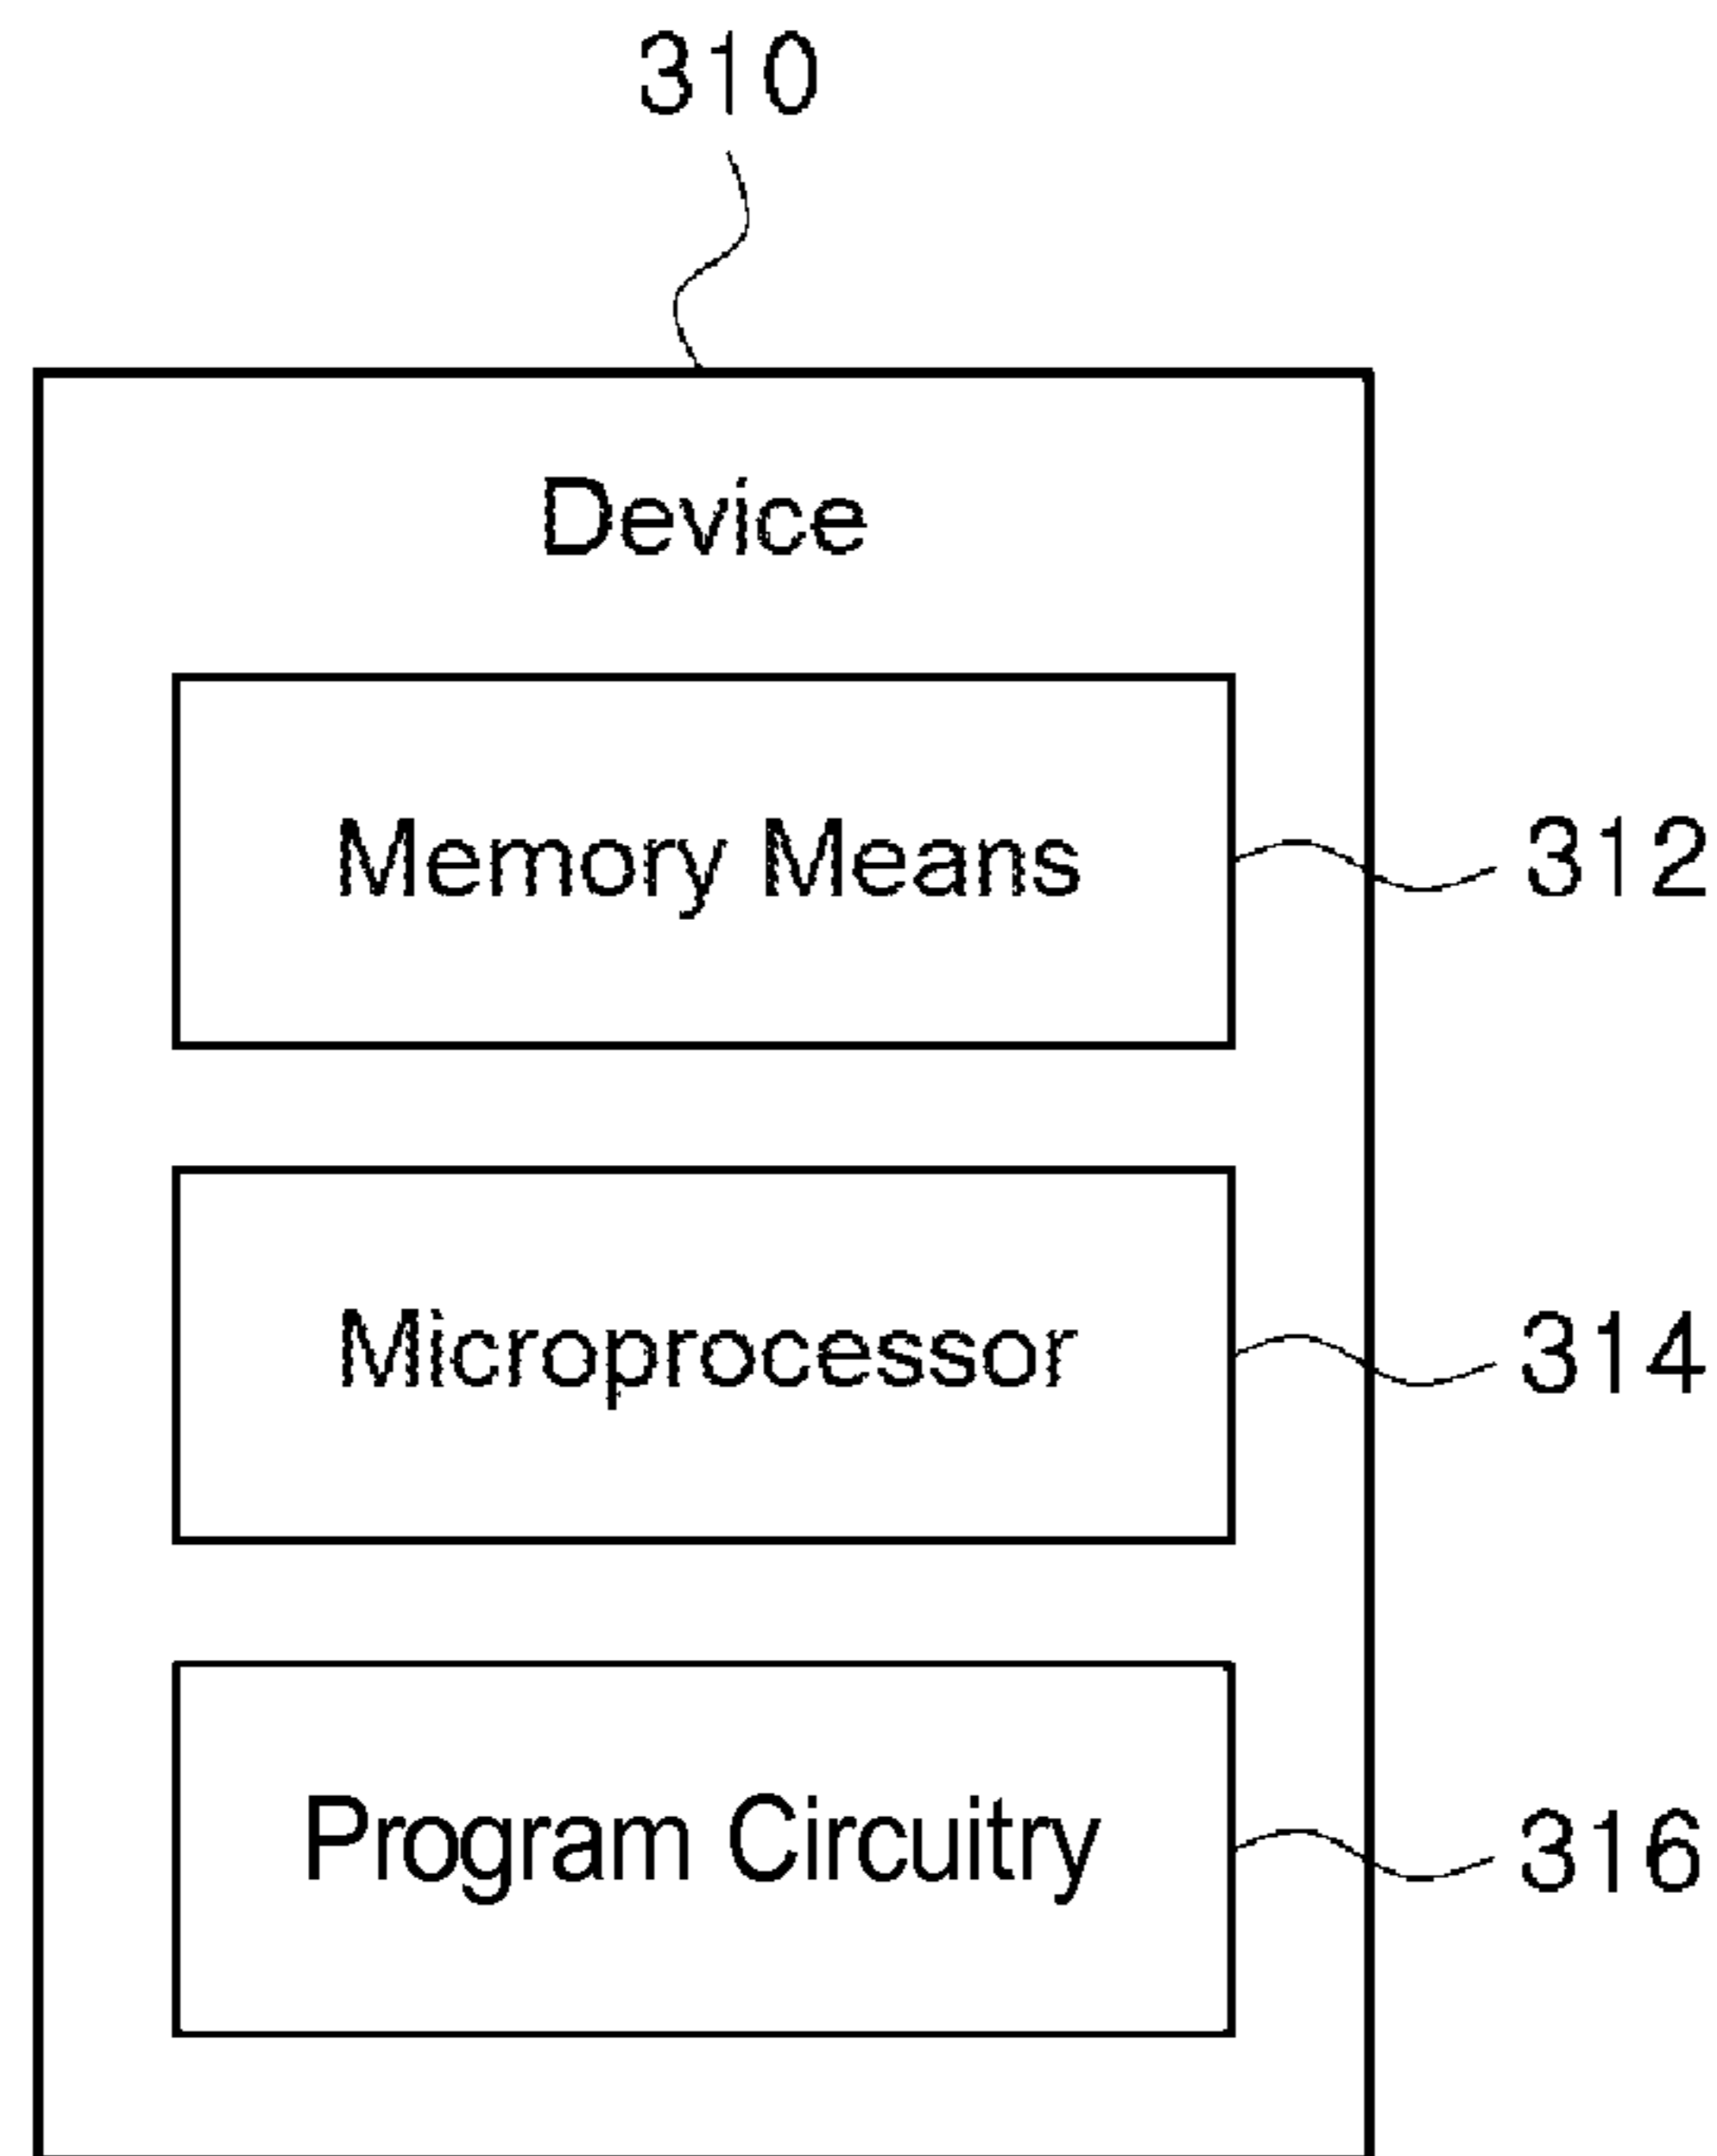 310
Device
Memory Means
312
Microprocessor
314
Program Circuitry
316